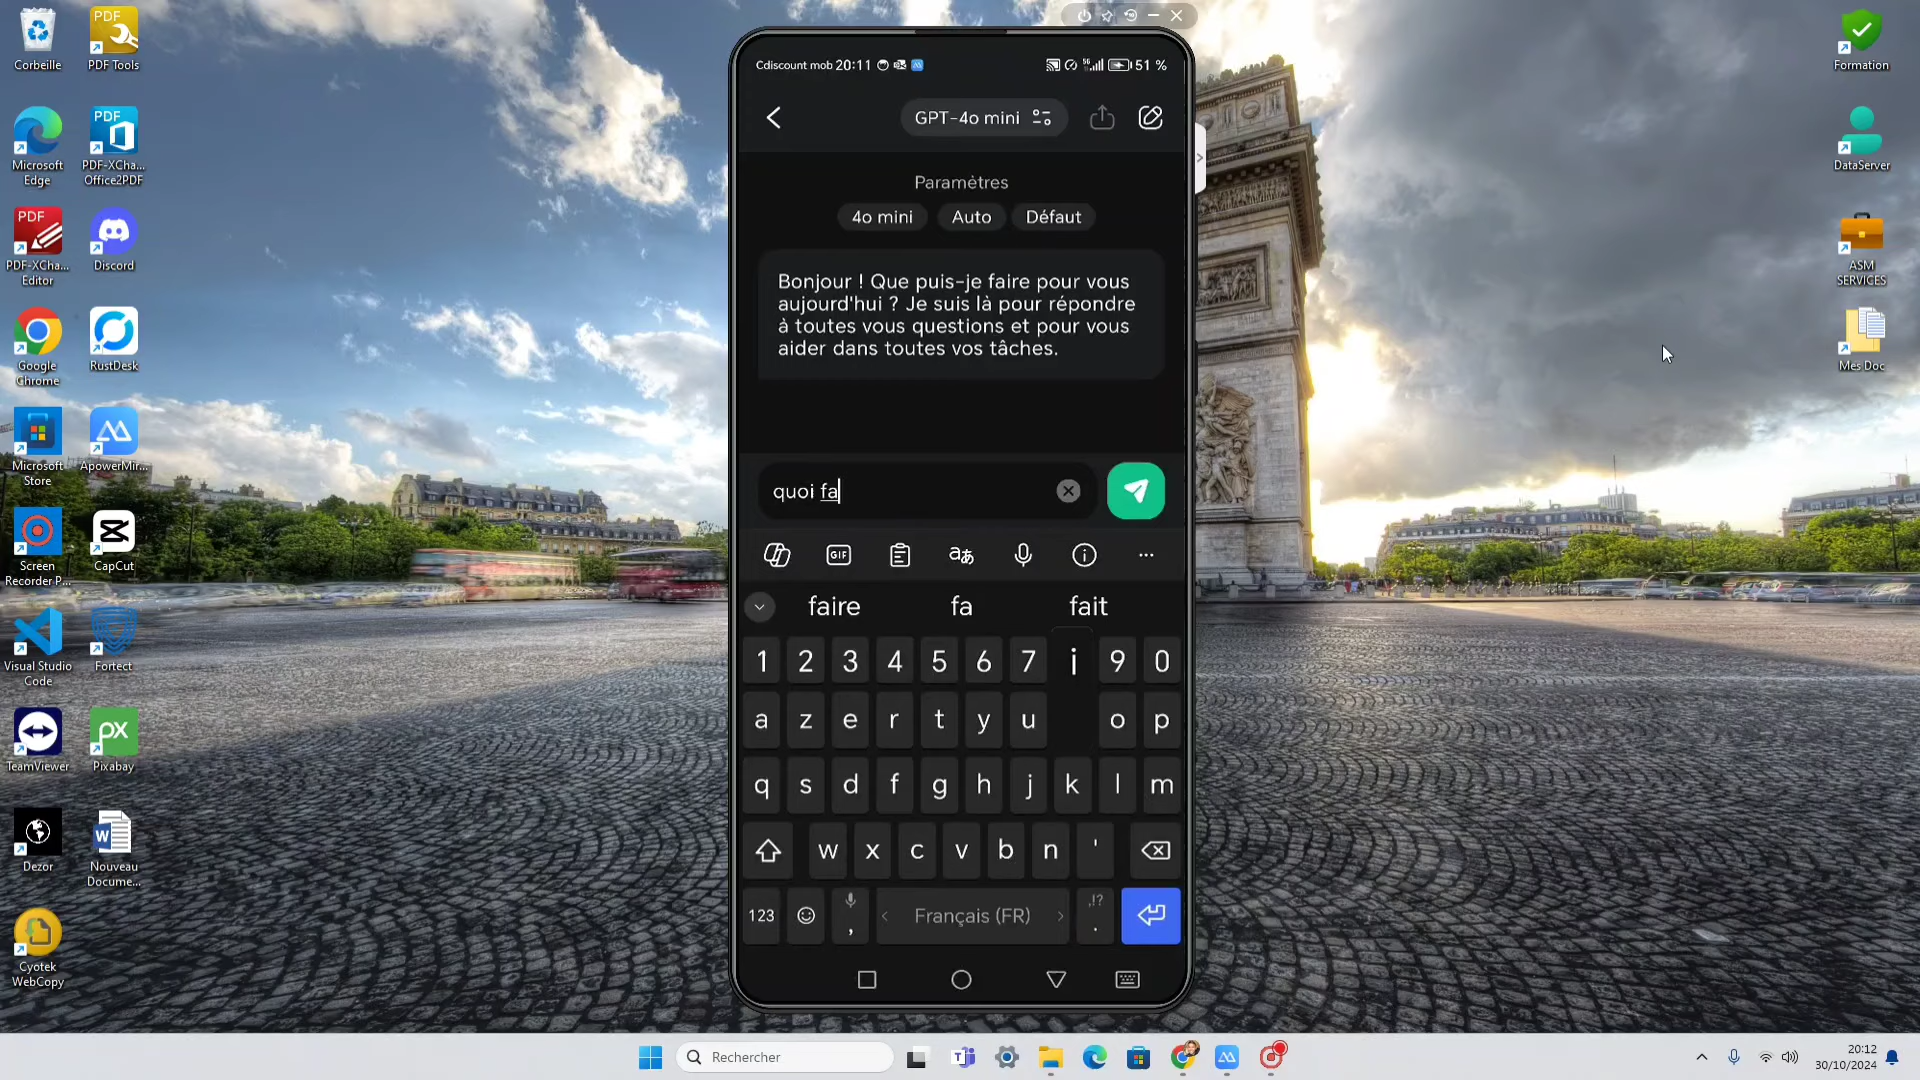 Corbeille
PDF Tools
Microsoft
Edge
PDF-XCha...
Office2PDF
PDF-XCha...
Editor
Discord
Google
Chrome
RustDesk
Microsoft
Store
ApowerMir...
Screen
Recorder P...
CapCut
Visual Studio
Code
Fortect
TeamViewer
Pixabay
Dezor
Nouveau
Docume...
Cyotek
WebCopy
Cdiscount mob 20:11
51 %
GPT-4o mini
Paramètres
4o mini
Auto
Défaut
Bonjour ! Que puis-je faire pour vous
aujourd'hui ? Je suis là pour répondre
à toutes vous questions et pour vous
aider dans toutes vos tâches.
quoi fa
GIF
faire fa fait
1 2 3 4 5 6 7 i 9 0
a z e r t y u o p
q s d f g h j k l m
w x c v b n '
123 , Français (FR) ,!? .
Formation
DataServer
ASM
SERVICES
Mes Doc
Rechercher
20:12
30/10/2024